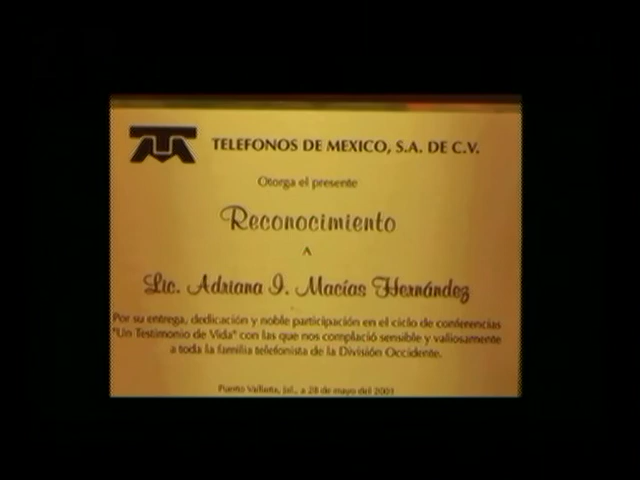 TELEFONOS DE MEXICO, S.A. DE C.V.
Otorga el presente
Reconocimiento
A
Lic. Adriana I. Macías Hernández
Por su entrega, dedicación y noble participación en el ciclo de conferencias
"Un Testimonio de Vida" con las que nos complació sensible y valiosamente
a toda la familia telefonista de la División Occidente.
Puerto Vallarta, Jal., a 28 de mayo del 2001